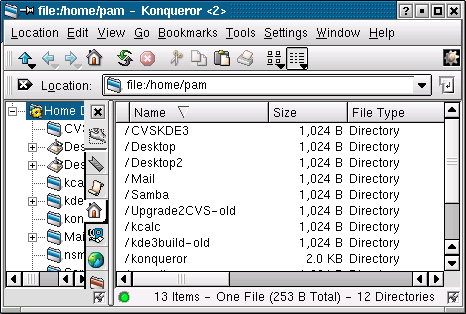 file:/home/pam - Konqueror <2>
Location Edit View Go Bookmarks Tools Settings Window Help
Location: file:/home/pam
Home D
CV
Des
Des
kca
kde
kon
Mai
nsm
Name Size File Type
/CVSKDE3 1,024 B Directory
/Desktop 1,024 B Directory
/Desktop2 1,024 B Directory
/Mail 1,024 B Directory
/Samba 1,024 B Directory
/Upgrade2CVS-old 1,024 B Directory
/kcalc 1,024 B Directory
/kde3build-old 1,024 B Directory
/konqueror 2.0 KB Directory
13 Items - One File (253 B Total) - 12 Directories